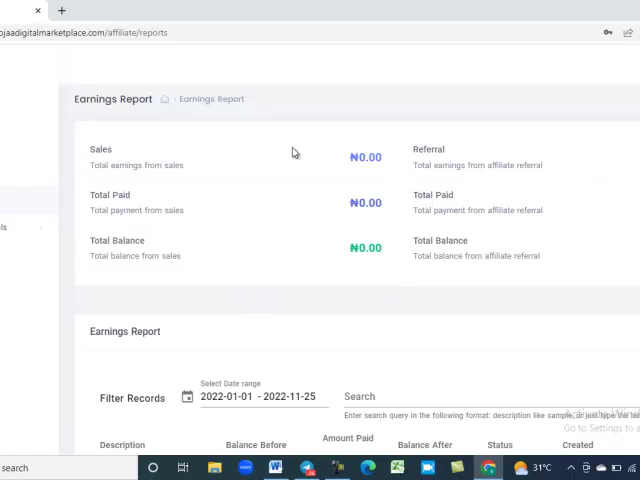 ojaadigitalmarketplace.com/affiliate/reports
Earnings Report - Earnings Report
Sales
Total earnings from sales
₦0.00
Referral
Total earnings from affiliate referral
Total Paid
Total payment from sales
₦0.00
Total Paid
Total payment from affiliate referral
Total Balance
Total balance from sales
₦0.00
Total Balance
Total balance from affiliate referral
Earnings Report
Filter Records
Select Date range
2022-01-01 - 2022-11-25
Search
Enter search query in the following format: description like sample, or just type the
Go to Settings to a
Description
Balance Before
Amount Paid
Balance After
Status
Created
search
31°C